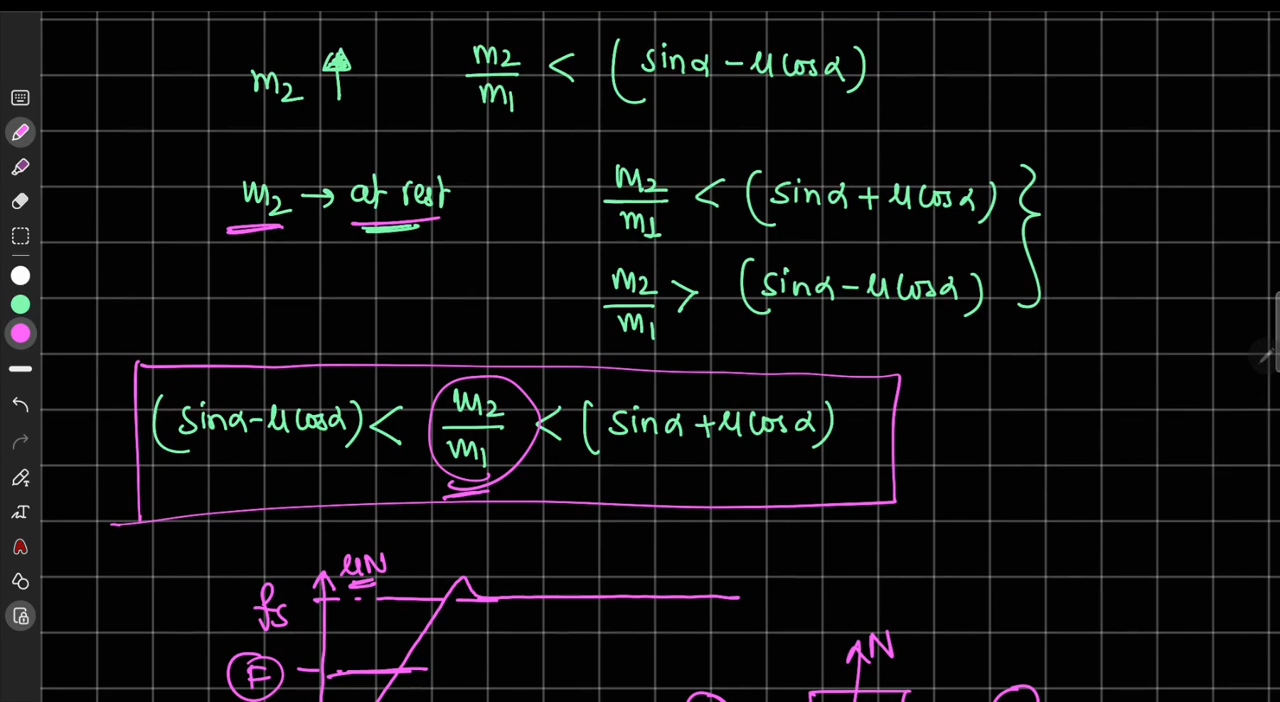 m₂ ↑ m₂/m₁ < (sinα - μcosα)
m₂ → at rest m₂/m₁ < (sinα + μcosα)
m₂/m₁ > (sinα - μcosα)
(sinα - μcosα) < m₂/m₁ < (sinα + μcosα)
μN
fs
N
F